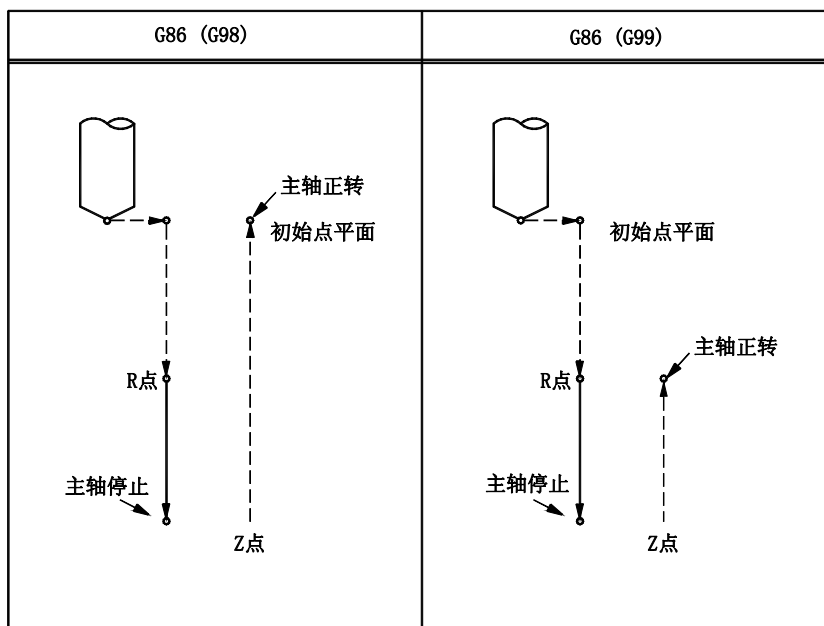 G86 (G98)
G86 (G99)
主轴正转
初始点平面
R点
主轴停止
Z点
初始点平面
主轴正转
R点
主轴停止
Z点